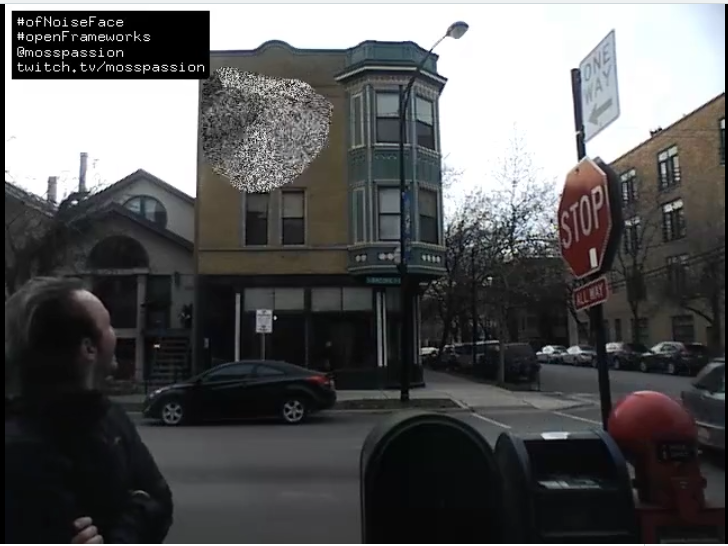 #ofNoiseFace
#openFrameworks
@mosspassion
twitch.tv/mosspassion
ONE
WAY
STOP
ALL WAY